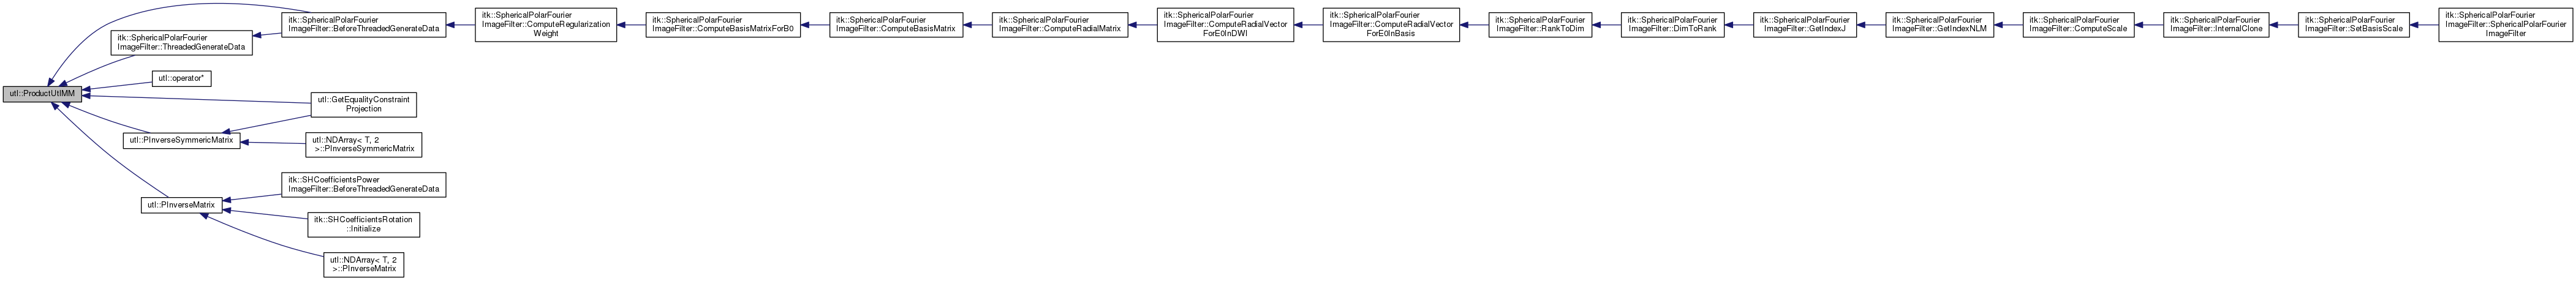 utl::ProductUtlMM
itk::SphericalPolarFourier
ImageFilter::BeforeThreadedGenerateData
itk::SphericalPolarFourier
ImageFilter::ThreadedGenerateData
utl::operator*
utl::GetEqualityConstraint
Projection
utl::PInverseSymmericMatrix
utl::NDArray< T, 2
>::PInverseSymmericMatrix
utl::PInverseMatrix
itk::SHCoefficientsPower
ImageFilter::BeforeThreadedGenerateData
itk::SHCoefficientsRotation
::Initialize
utl::NDArray< T, 2
>::PInverseMatrix
itk::SphericalPolarFourier
ImageFilter::ComputeRegularization
Weight
itk::SphericalPolarFourier
ImageFilter::ComputeBasisMatrixForB0
itk::SphericalPolarFourier
ImageFilter::ComputeBasisMatrix
itk::SphericalPolarFourier
ImageFilter::ComputeRadialMatrix
itk::SphericalPolarFourier
ImageFilter::ComputeRadialVector
ForE0InDWI
itk::SphericalPolarFourier
ImageFilter::ComputeRadialVector
ForE0InBasis
itk::SphericalPolarFourier
ImageFilter::RankToDim
itk::SphericalPolarFourier
ImageFilter::DimToRank
itk::SphericalPolarFourier
ImageFilter::GetIndexJ
itk::SphericalPolarFourier
ImageFilter::GetIndexNLM
itk::SphericalPolarFourier
ImageFilter::ComputeScale
itk::SphericalPolarFourier
ImageFilter::InternalClone
itk::SphericalPolarFourier
ImageFilter::SetBasisScale
itk::SphericalPolarFourier
ImageFilter::SphericalPolarFourier
ImageFilter